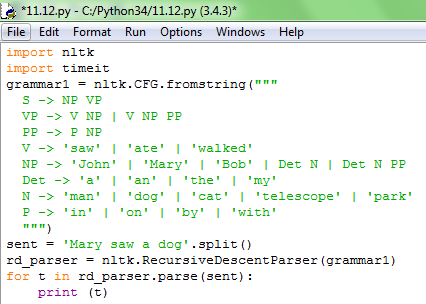 *11.12.py - C:/Python34/11.12.py (3.4.3)*
File Edit Format Run Options Windows Help
import nltk
import timeit
grammar1 = nltk.CFG.fromstring("""
  S -> NP VP
  VP -> V NP | V NP PP
  PP -> P NP
  V -> 'saw' | 'ate' | 'walked'
  NP -> 'John' | 'Mary' | 'Bob' | Det N | Det N PP
  Det -> 'a' | 'an' | 'the' | 'my'
  N -> 'man' | 'dog' | 'cat' | 'telescope' | 'park'
  P -> 'in' | 'on' | 'by' | 'with'
  """)
sent = 'Mary saw a dog'.split()
rd_parser = nltk.RecursiveDescentParser(grammar1)
for t in rd_parser.parse(sent):
    print (t)